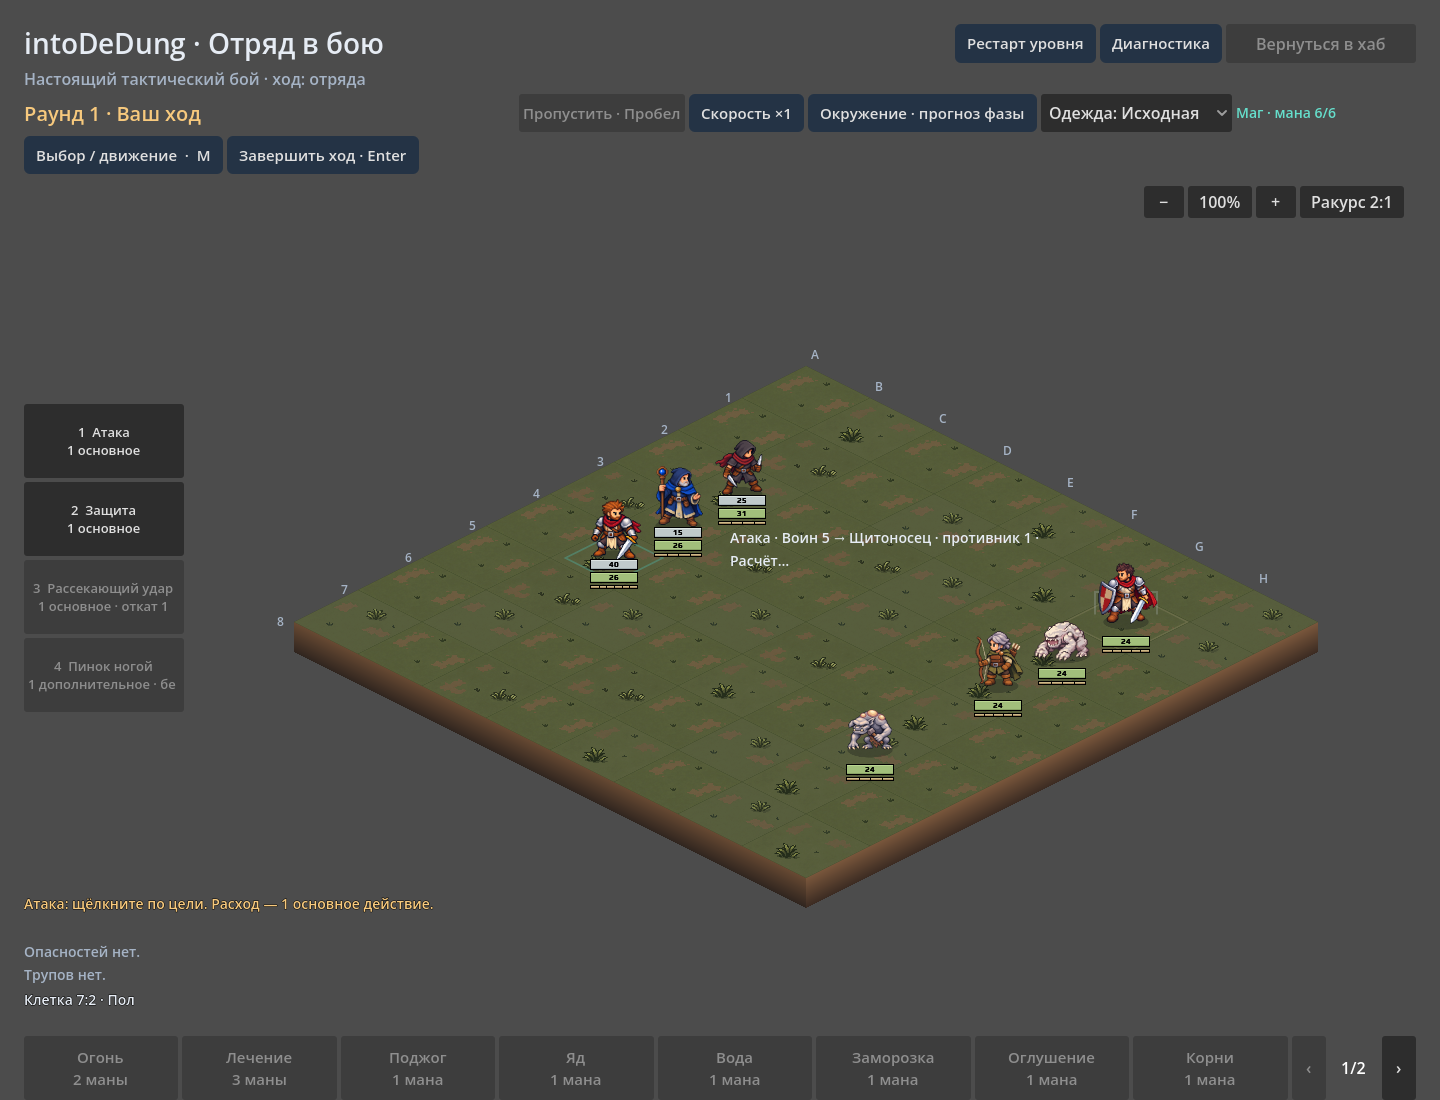 intoDeDung · Отряд в бою
Рестарт уровня
Диагностика
Вернуться в хаб
Настоящий тактический бой · ход: отряда
Раунд 1 · Ваш ход
Пропустить · Пробел
Скорость ×1
Окружение · прогноз фазы
Одежда: Исходная
Маг · мана 6/6
Выбор / движение · M
Завершить ход · Enter
−
100%
+
Ракурс 2:1
A
B
C
D
E
F
G
H
1
2
3
4
5
6
7
8
1 Атака
1 основное
2 Защита
1 основное
3 Рассекающий удар
1 основное · откат 1
4 Пинок ногой
1 дополнительное · бе
25
31
15
26
40
26
Атака · Воин 5 → Щитоносец · противник 1 ·
Расчёт...
24
24
24
24
Атака: щёлкните по цели. Расход — 1 основное действие.
Опасностей нет.
Трупов нет.
Клетка 7:2 · Пол
Огонь
2 маны
Лечение
3 маны
Поджог
1 мана
Яд
1 мана
Вода
1 мана
Заморозка
1 мана
Оглушение
1 мана
Корни
1 мана
‹
1/2
›